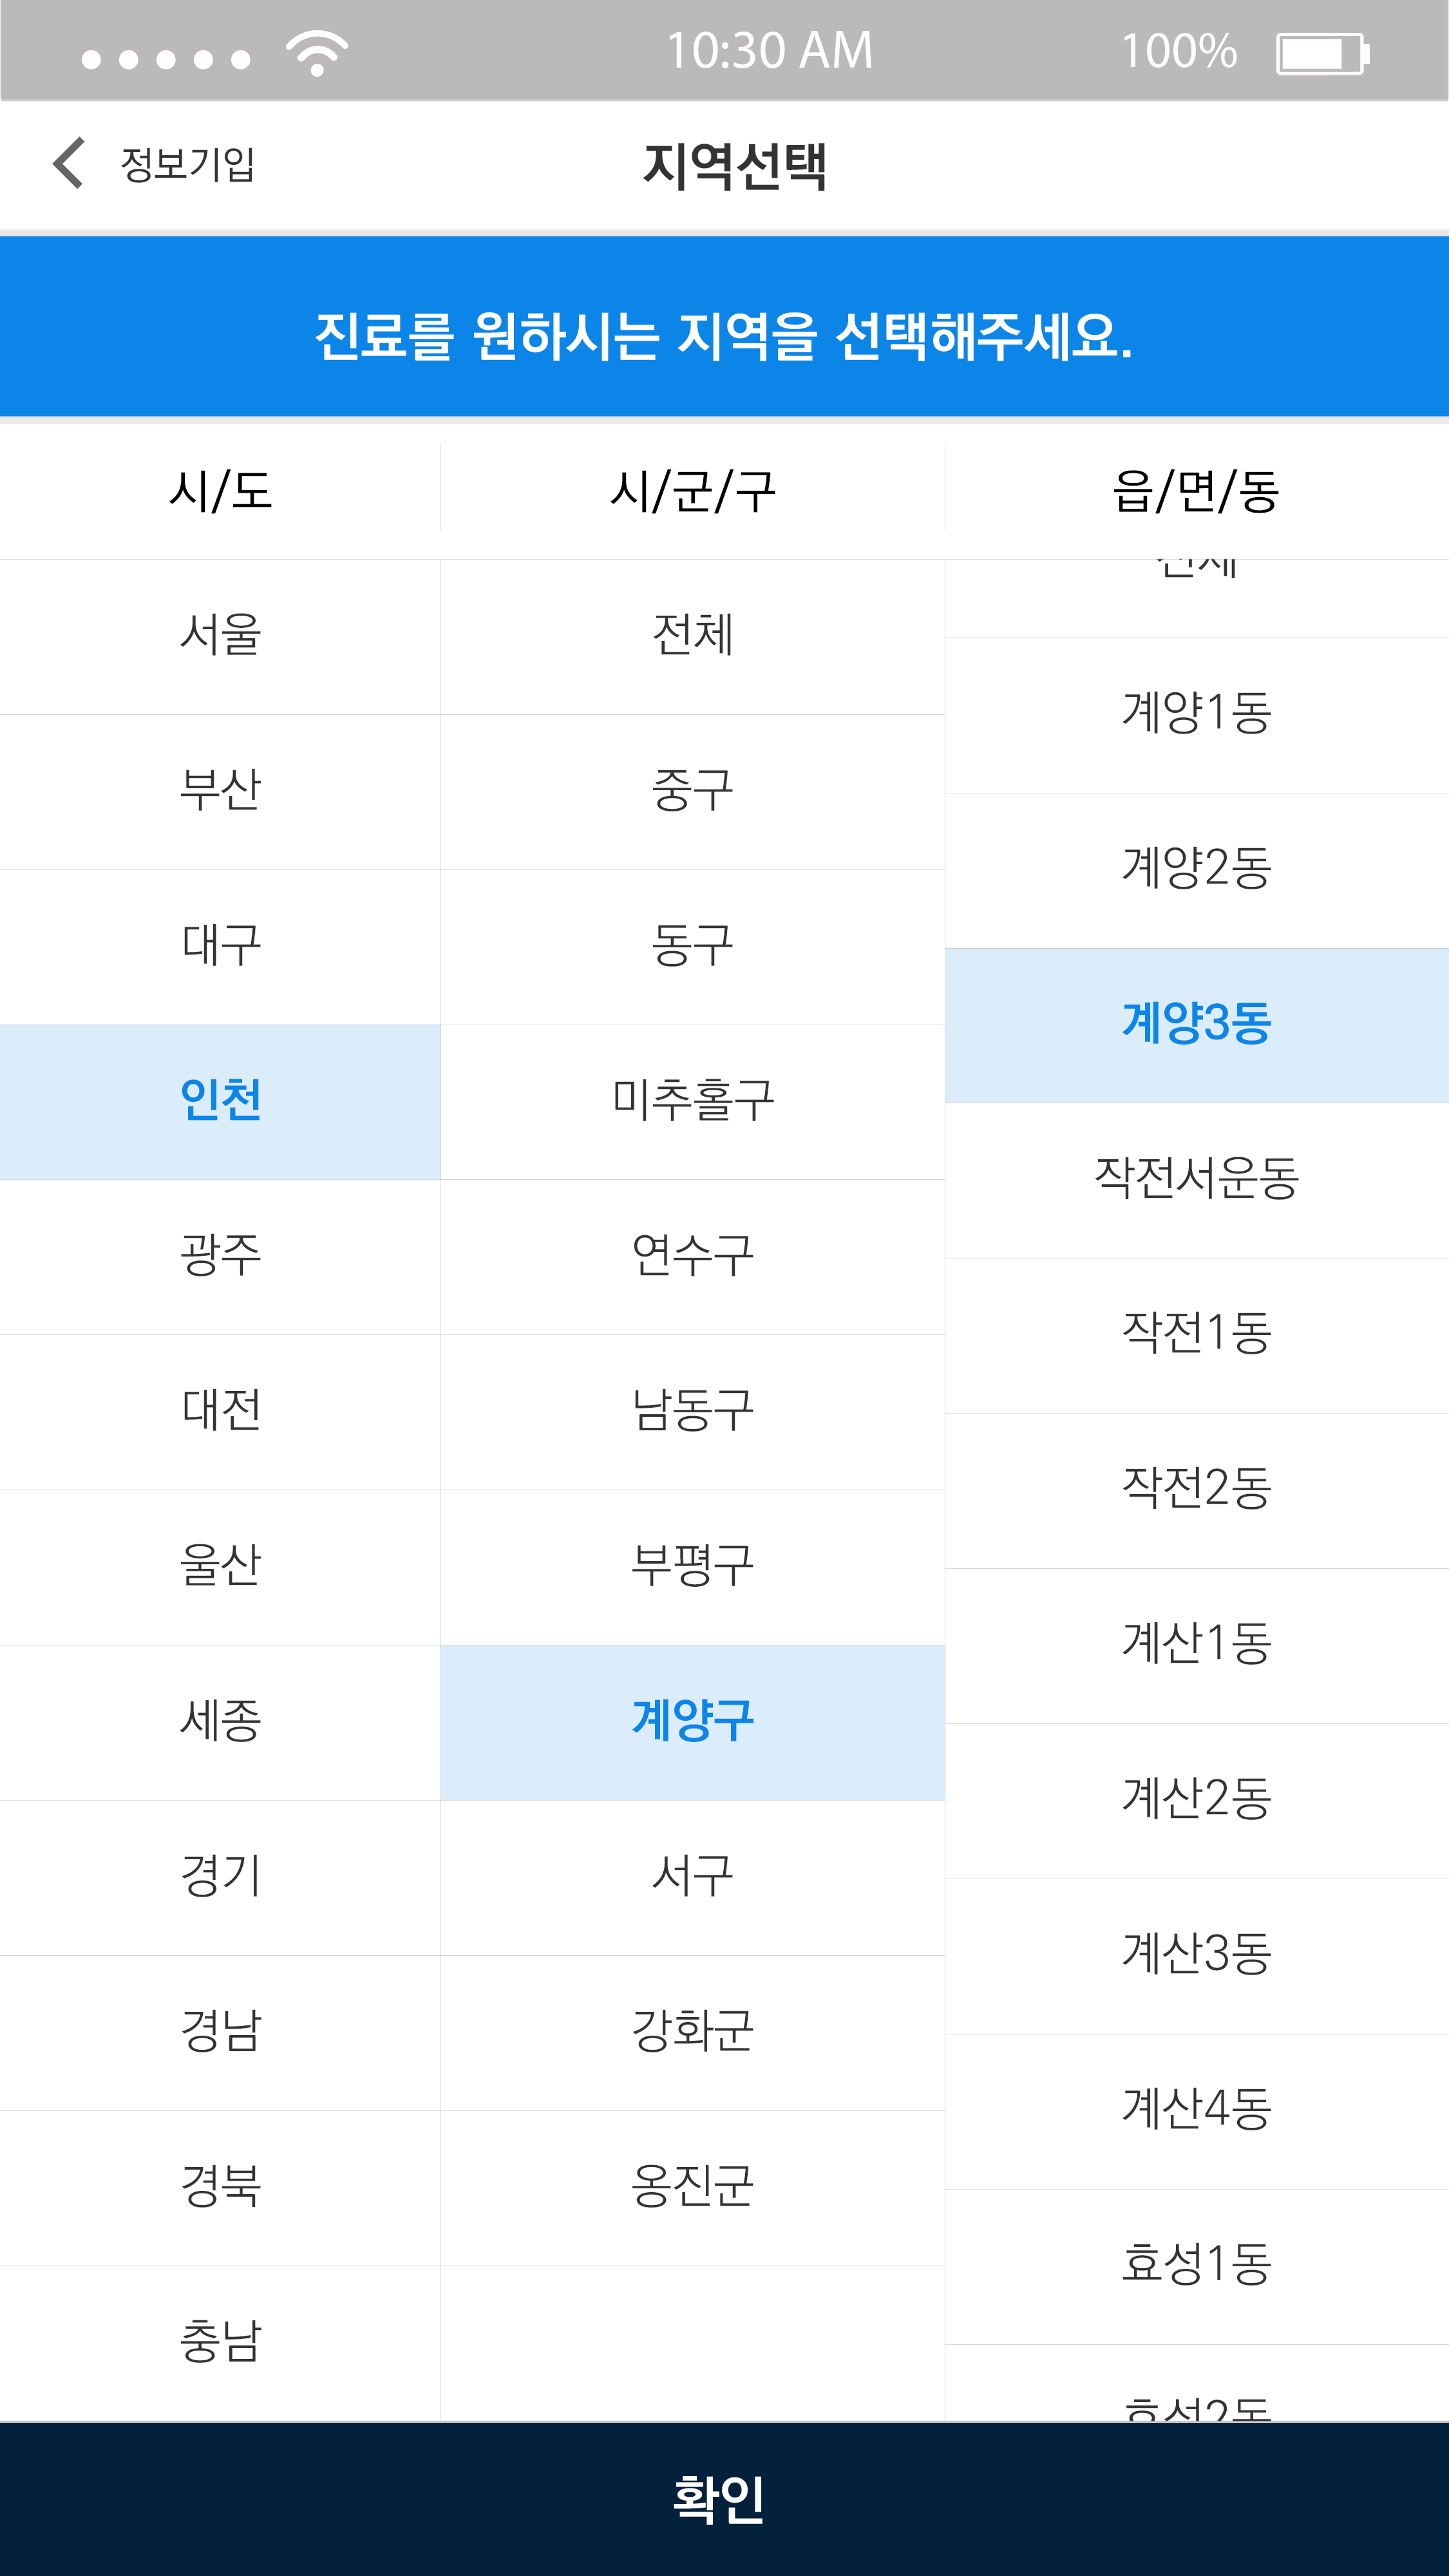 10:30 AM 100%
정보기입 지역선택
진료를 원하시는 지역을 선택해주세요.
시/도 시/군/구 읍/면/동
서울
부산
대구
인천
광주
대전
울산
세종
경기
경남
경북
충남
전체
중구
동구
미추홀구
연수구
남동구
부평구
계양구
서구
강화군
옹진군
전체
계양1동
계양2동
계양3동
작전서운동
작전1동
작전2동
계산1동
계산2동
계산3동
계산4동
효성1동
효성2동
확인